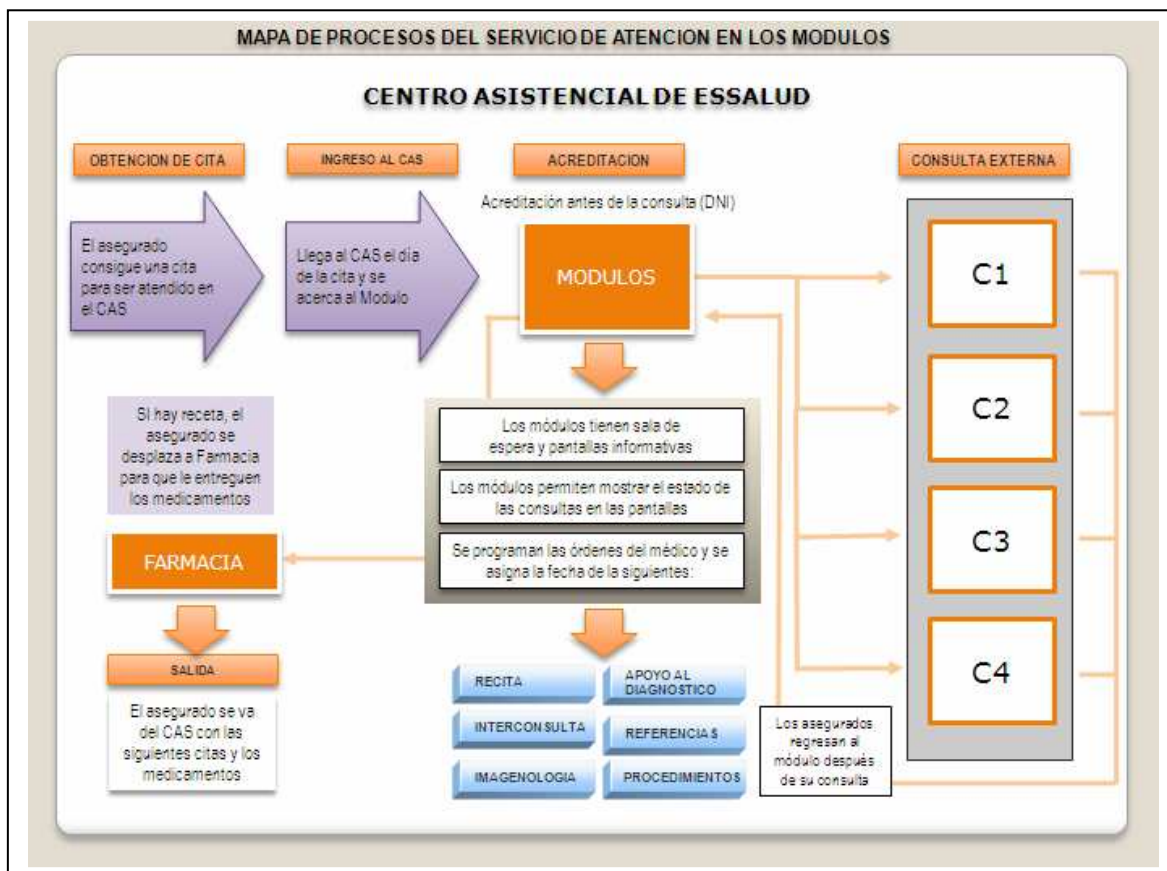 MAPA DE PROCESOS DEL SERVICIO DE ATENCION EN LOS MODULOS
CENTRO ASISTENCIAL DE ESSALUD
OBTENCION DE CITA
INGRESO AL CAS
ACREDITACION
CONSULTA EXTERNA
Acreditación antes de la consulta (DNI)
El asegurado
consigue una cita
para ser atendido en
el CAS
Llega al CAS el día
de la cita y se
acerca al Modulo
MODULOS
C1
C2
C3
C4
SI hay receta, el
asegurado se
desplaza a Farmacia
para que le entreguen
los medicamentos
Los módulos tienen sala de
espera y pantallas informativas
Los módulos permiten mostrar el estado de
las consultas en las pantallas
Se programan las órdenes del médico y se
asigna la fecha de la siguientes:
FARMACIA
SALIDA
El asegurado se va
del CAS con las
siguientes citas y los
medicamentos
RECITA
APOYO AL
DIAGNOSTICO
INTERCONSULTA
REFERENCIAS
IMAGENOLOGIA
PROCEDIMIENTOS
Los asegurados
regresan al
módulo después
de su consulta